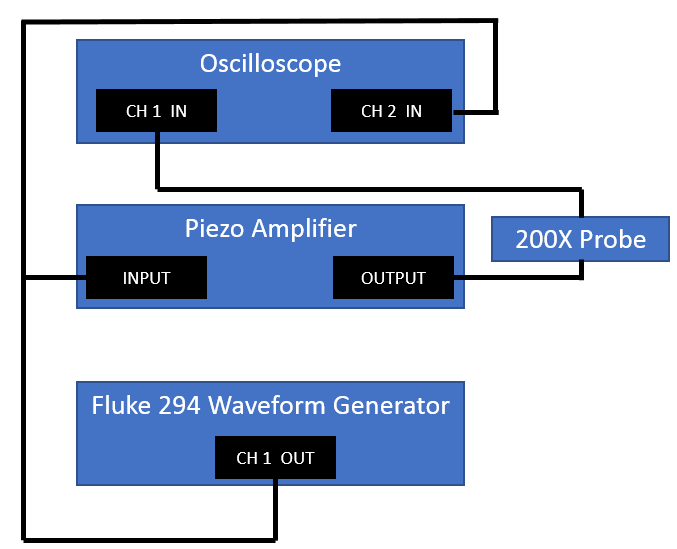 Oscilloscope
CH 1 IN
CH 2 IN
Piezo Amplifier
200X Probe
INPUT
OUTPUT
Fluke 294 Waveform Generator
CH 1 OUT